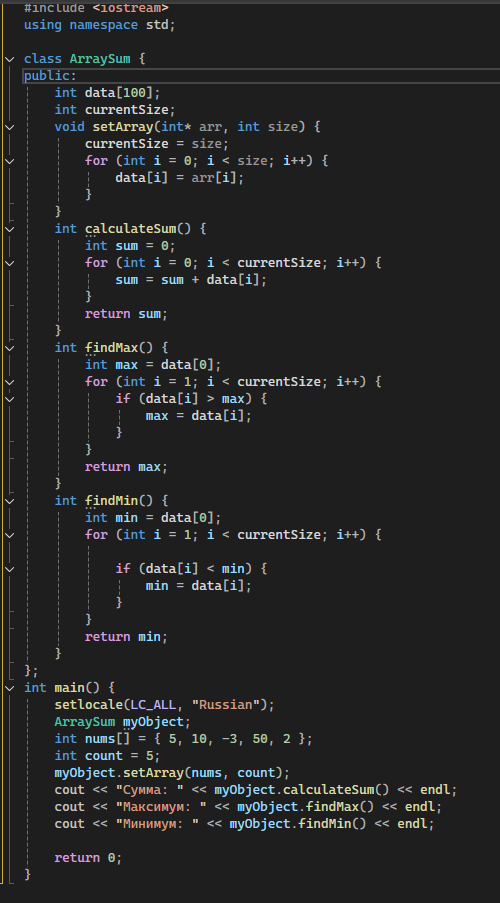 #include <iostream>
using namespace std;

class ArraySum {
public:
    int data[100];
    int currentSize;
    void setArray(int* arr, int size) {
        currentSize = size;
        for (int i = 0; i < size; i++) {
            data[i] = arr[i];
        }
    }
    int calculateSum() {
        int sum = 0;
        for (int i = 0; i < currentSize; i++) {
            sum = sum + data[i];
        }
        return sum;
    }
    int findMax() {
        int max = data[0];
        for (int i = 1; i < currentSize; i++) {
            if (data[i] > max) {
                max = data[i];
            }
        }
        return max;
    }
    int findMin() {
        int min = data[0];
        for (int i = 1; i < currentSize; i++) {

            if (data[i] < min) {
                min = data[i];
            }
        }
        return min;
    }
};
int main() {
    setlocale(LC_ALL, "Russian");
    ArraySum myObject;
    int nums[] = { 5, 10, -3, 50, 2 };
    int count = 5;
    myObject.setArray(nums, count);
    cout << "Сумма: " << myObject.calculateSum() << endl;
    cout << "Максимум: " << myObject.findMax() << endl;
    cout << "Минимум: " << myObject.findMin() << endl;

    return 0;
}